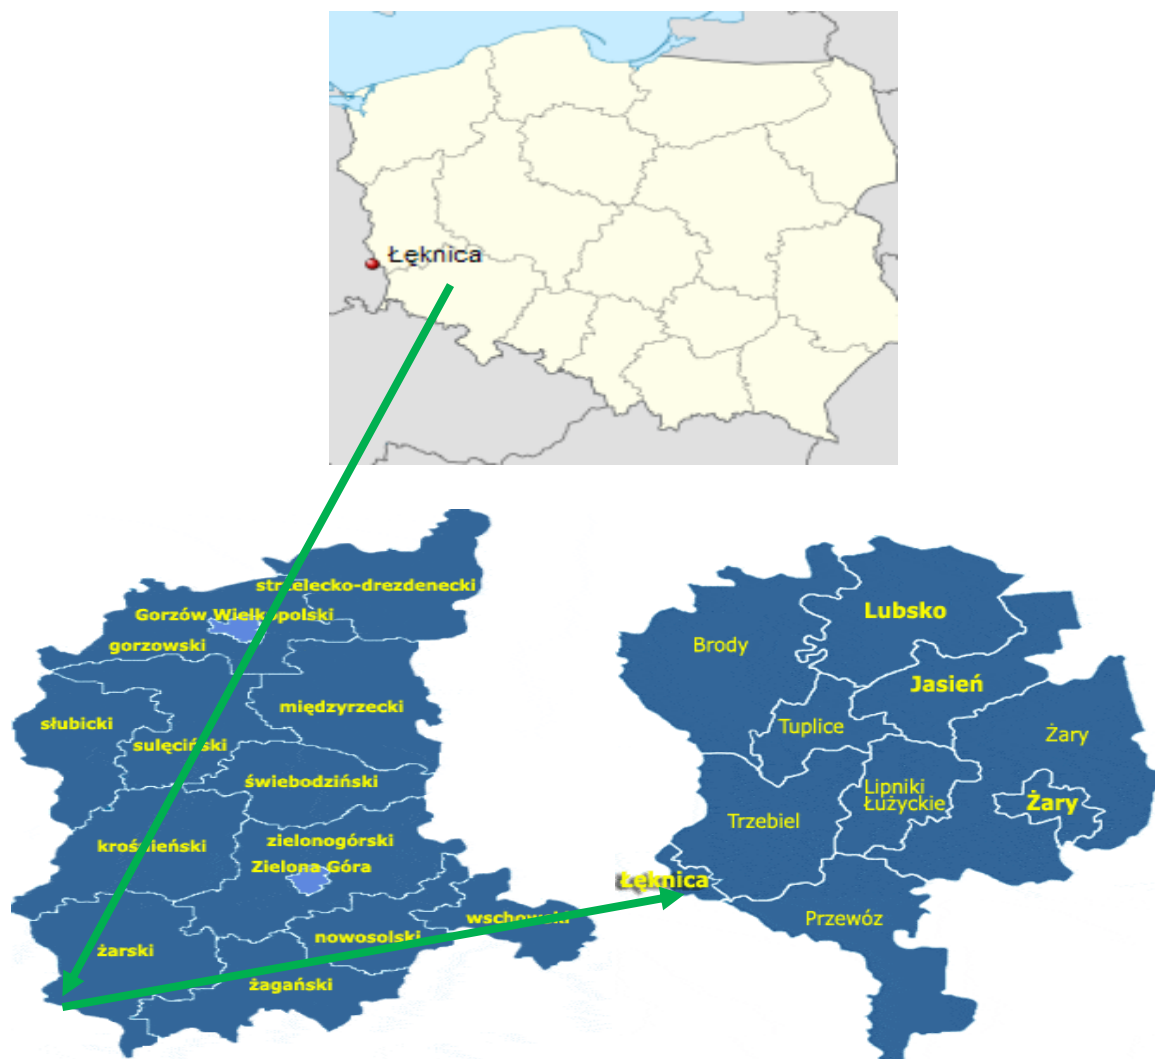 Łęknica
strzelecko-drezdenecki
Gorzów Wielkopolski
gorzowski
międzyrzecki
słubicki
sulęciński
świebodziński
krośnieński
zielonogórski
Zielona Góra
wschowski
nowosolski
żarski
żagański
Lubsko
Brody
Jasień
Tuplice
Żary
Lipniki
Łużyckie
Żary
Trzebiel
Łęknica
Przewóz